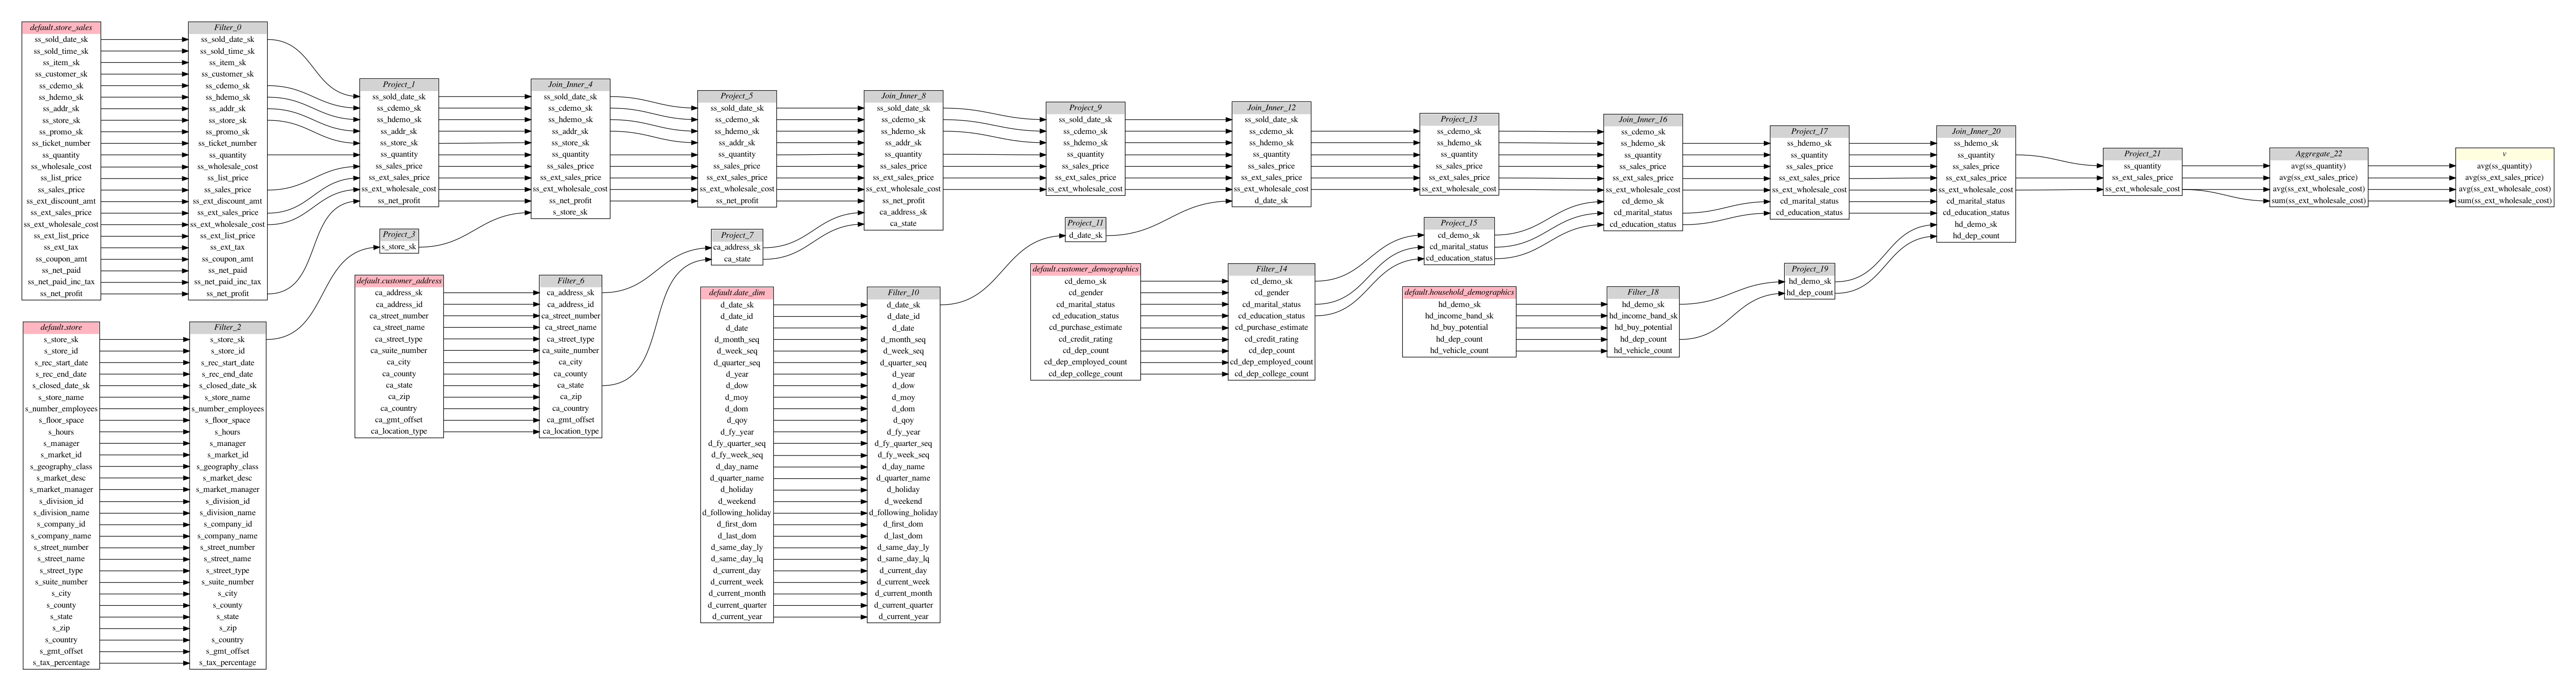 default.store_sales
ss_sold_date_sk
ss_sold_time_sk
ss_item_sk
ss_customer_sk
ss_cdemo_sk
ss_hdemo_sk
ss_addr_sk
ss_store_sk
ss_promo_sk
ss_ticket_number
ss_quantity
ss_wholesale_cost
ss_list_price
ss_sales_price
ss_ext_discount_amt
ss_ext_sales_price
ss_ext_wholesale_cost
ss_ext_list_price
ss_ext_tax
ss_coupon_amt
ss_net_paid
ss_net_paid_inc_tax
ss_net_profit
Filter_0
ss_sold_date_sk
ss_sold_time_sk
ss_item_sk
ss_customer_sk
ss_cdemo_sk
ss_hdemo_sk
ss_addr_sk
ss_store_sk
ss_promo_sk
ss_ticket_number
ss_quantity
ss_wholesale_cost
ss_list_price
ss_sales_price
ss_ext_discount_amt
ss_ext_sales_price
ss_ext_wholesale_cost
ss_ext_list_price
ss_ext_tax
ss_coupon_amt
ss_net_paid
ss_net_paid_inc_tax
ss_net_profit
default.store
s_store_sk
s_store_id
s_rec_start_date
s_rec_end_date
s_closed_date_sk
s_store_name
s_number_employees
s_floor_space
s_hours
s_manager
s_market_id
s_geography_class
s_market_desc
s_market_manager
s_division_id
s_division_name
s_company_id
s_company_name
s_street_number
s_street_name
s_street_type
s_suite_number
s_city
s_county
s_state
s_zip
s_country
s_gmt_offset
s_tax_percentage
Filter_2
s_store_sk
s_store_id
s_rec_start_date
s_rec_end_date
s_closed_date_sk
s_store_name
s_number_employees
s_floor_space
s_hours
s_manager
s_market_id
s_geography_class
s_market_desc
s_market_manager
s_division_id
s_division_name
s_company_id
s_company_name
s_street_number
s_street_name
s_street_type
s_suite_number
s_city
s_county
s_state
s_zip
s_country
s_gmt_offset
s_tax_percentage
Project_1
ss_sold_date_sk
ss_cdemo_sk
ss_hdemo_sk
ss_addr_sk
ss_store_sk
ss_quantity
ss_sales_price
ss_ext_sales_price
ss_ext_wholesale_cost
ss_net_profit
Project_3
s_store_sk
default.customer_address
ca_address_sk
ca_address_id
ca_street_number
ca_street_name
ca_street_type
ca_suite_number
ca_city
ca_county
ca_state
ca_zip
ca_country
ca_gmt_offset
ca_location_type
Join_Inner_4
ss_sold_date_sk
ss_cdemo_sk
ss_hdemo_sk
ss_addr_sk
ss_store_sk
ss_quantity
ss_sales_price
ss_ext_sales_price
ss_ext_wholesale_cost
ss_net_profit
s_store_sk
Filter_6
ca_address_sk
ca_address_id
ca_street_number
ca_street_name
ca_street_type
ca_suite_number
ca_city
ca_county
ca_state
ca_zip
ca_country
ca_gmt_offset
ca_location_type
Project_5
ss_sold_date_sk
ss_cdemo_sk
ss_hdemo_sk
ss_addr_sk
ss_quantity
ss_sales_price
ss_ext_sales_price
ss_ext_wholesale_cost
ss_net_profit
Project_7
ca_address_sk
ca_state
default.date_dim
d_date_sk
d_date_id
d_date
d_month_seq
d_week_seq
d_quarter_seq
d_year
d_dow
d_moy
d_dom
d_qoy
d_fy_year
d_fy_quarter_seq
d_fy_week_seq
d_day_name
d_quarter_name
d_holiday
d_weekend
d_following_holiday
d_first_dom
d_last_dom
d_same_day_ly
d_same_day_lq
d_current_day
d_current_week
d_current_month
d_current_quarter
d_current_year
Join_Inner_8
ss_sold_date_sk
ss_cdemo_sk
ss_hdemo_sk
ss_addr_sk
ss_quantity
ss_sales_price
ss_ext_sales_price
ss_ext_wholesale_cost
ss_net_profit
ca_address_sk
ca_state
Filter_10
d_date_sk
d_date_id
d_date
d_month_seq
d_week_seq
d_quarter_seq
d_year
d_dow
d_moy
d_dom
d_qoy
d_fy_year
d_fy_quarter_seq
d_fy_week_seq
d_day_name
d_quarter_name
d_holiday
d_weekend
d_following_holiday
d_first_dom
d_last_dom
d_same_day_ly
d_same_day_lq
d_current_day
d_current_week
d_current_month
d_current_quarter
d_current_year
Project_9
ss_sold_date_sk
ss_cdemo_sk
ss_hdemo_sk
ss_quantity
ss_sales_price
ss_ext_sales_price
ss_ext_wholesale_cost
Project_11
d_date_sk
default.customer_demographics
cd_demo_sk
cd_gender
cd_marital_status
cd_education_status
cd_purchase_estimate
cd_credit_rating
cd_dep_count
cd_dep_employed_count
cd_dep_college_count
Join_Inner_12
ss_sold_date_sk
ss_cdemo_sk
ss_hdemo_sk
ss_quantity
ss_sales_price
ss_ext_sales_price
ss_ext_wholesale_cost
d_date_sk
Filter_14
cd_demo_sk
cd_gender
cd_marital_status
cd_education_status
cd_purchase_estimate
cd_credit_rating
cd_dep_count
cd_dep_employed_count
cd_dep_college_count
Project_13
ss_cdemo_sk
ss_hdemo_sk
ss_quantity
ss_sales_price
ss_ext_sales_price
ss_ext_wholesale_cost
Project_15
cd_demo_sk
cd_marital_status
cd_education_status
default.household_demographics
hd_demo_sk
hd_income_band_sk
hd_buy_potential
hd_dep_count
hd_vehicle_count
Join_Inner_16
ss_cdemo_sk
ss_hdemo_sk
ss_quantity
ss_sales_price
ss_ext_sales_price
ss_ext_wholesale_cost
cd_demo_sk
cd_marital_status
cd_education_status
Filter_18
hd_demo_sk
hd_income_band_sk
hd_buy_potential
hd_dep_count
hd_vehicle_count
Project_17
ss_hdemo_sk
ss_quantity
ss_sales_price
ss_ext_sales_price
ss_ext_wholesale_cost
cd_marital_status
cd_education_status
Project_19
hd_demo_sk
hd_dep_count
Join_Inner_20
ss_hdemo_sk
ss_quantity
ss_sales_price
ss_ext_sales_price
ss_ext_wholesale_cost
cd_marital_status
cd_education_status
hd_demo_sk
hd_dep_count
Project_21
ss_quantity
ss_ext_sales_price
ss_ext_wholesale_cost
Aggregate_22
avg(ss_quantity)
avg(ss_ext_sales_price)
avg(ss_ext_wholesale_cost)
sum(ss_ext_wholesale_cost)
v
avg(ss_quantity)
avg(ss_ext_sales_price)
avg(ss_ext_wholesale_cost)
sum(ss_ext_wholesale_cost)